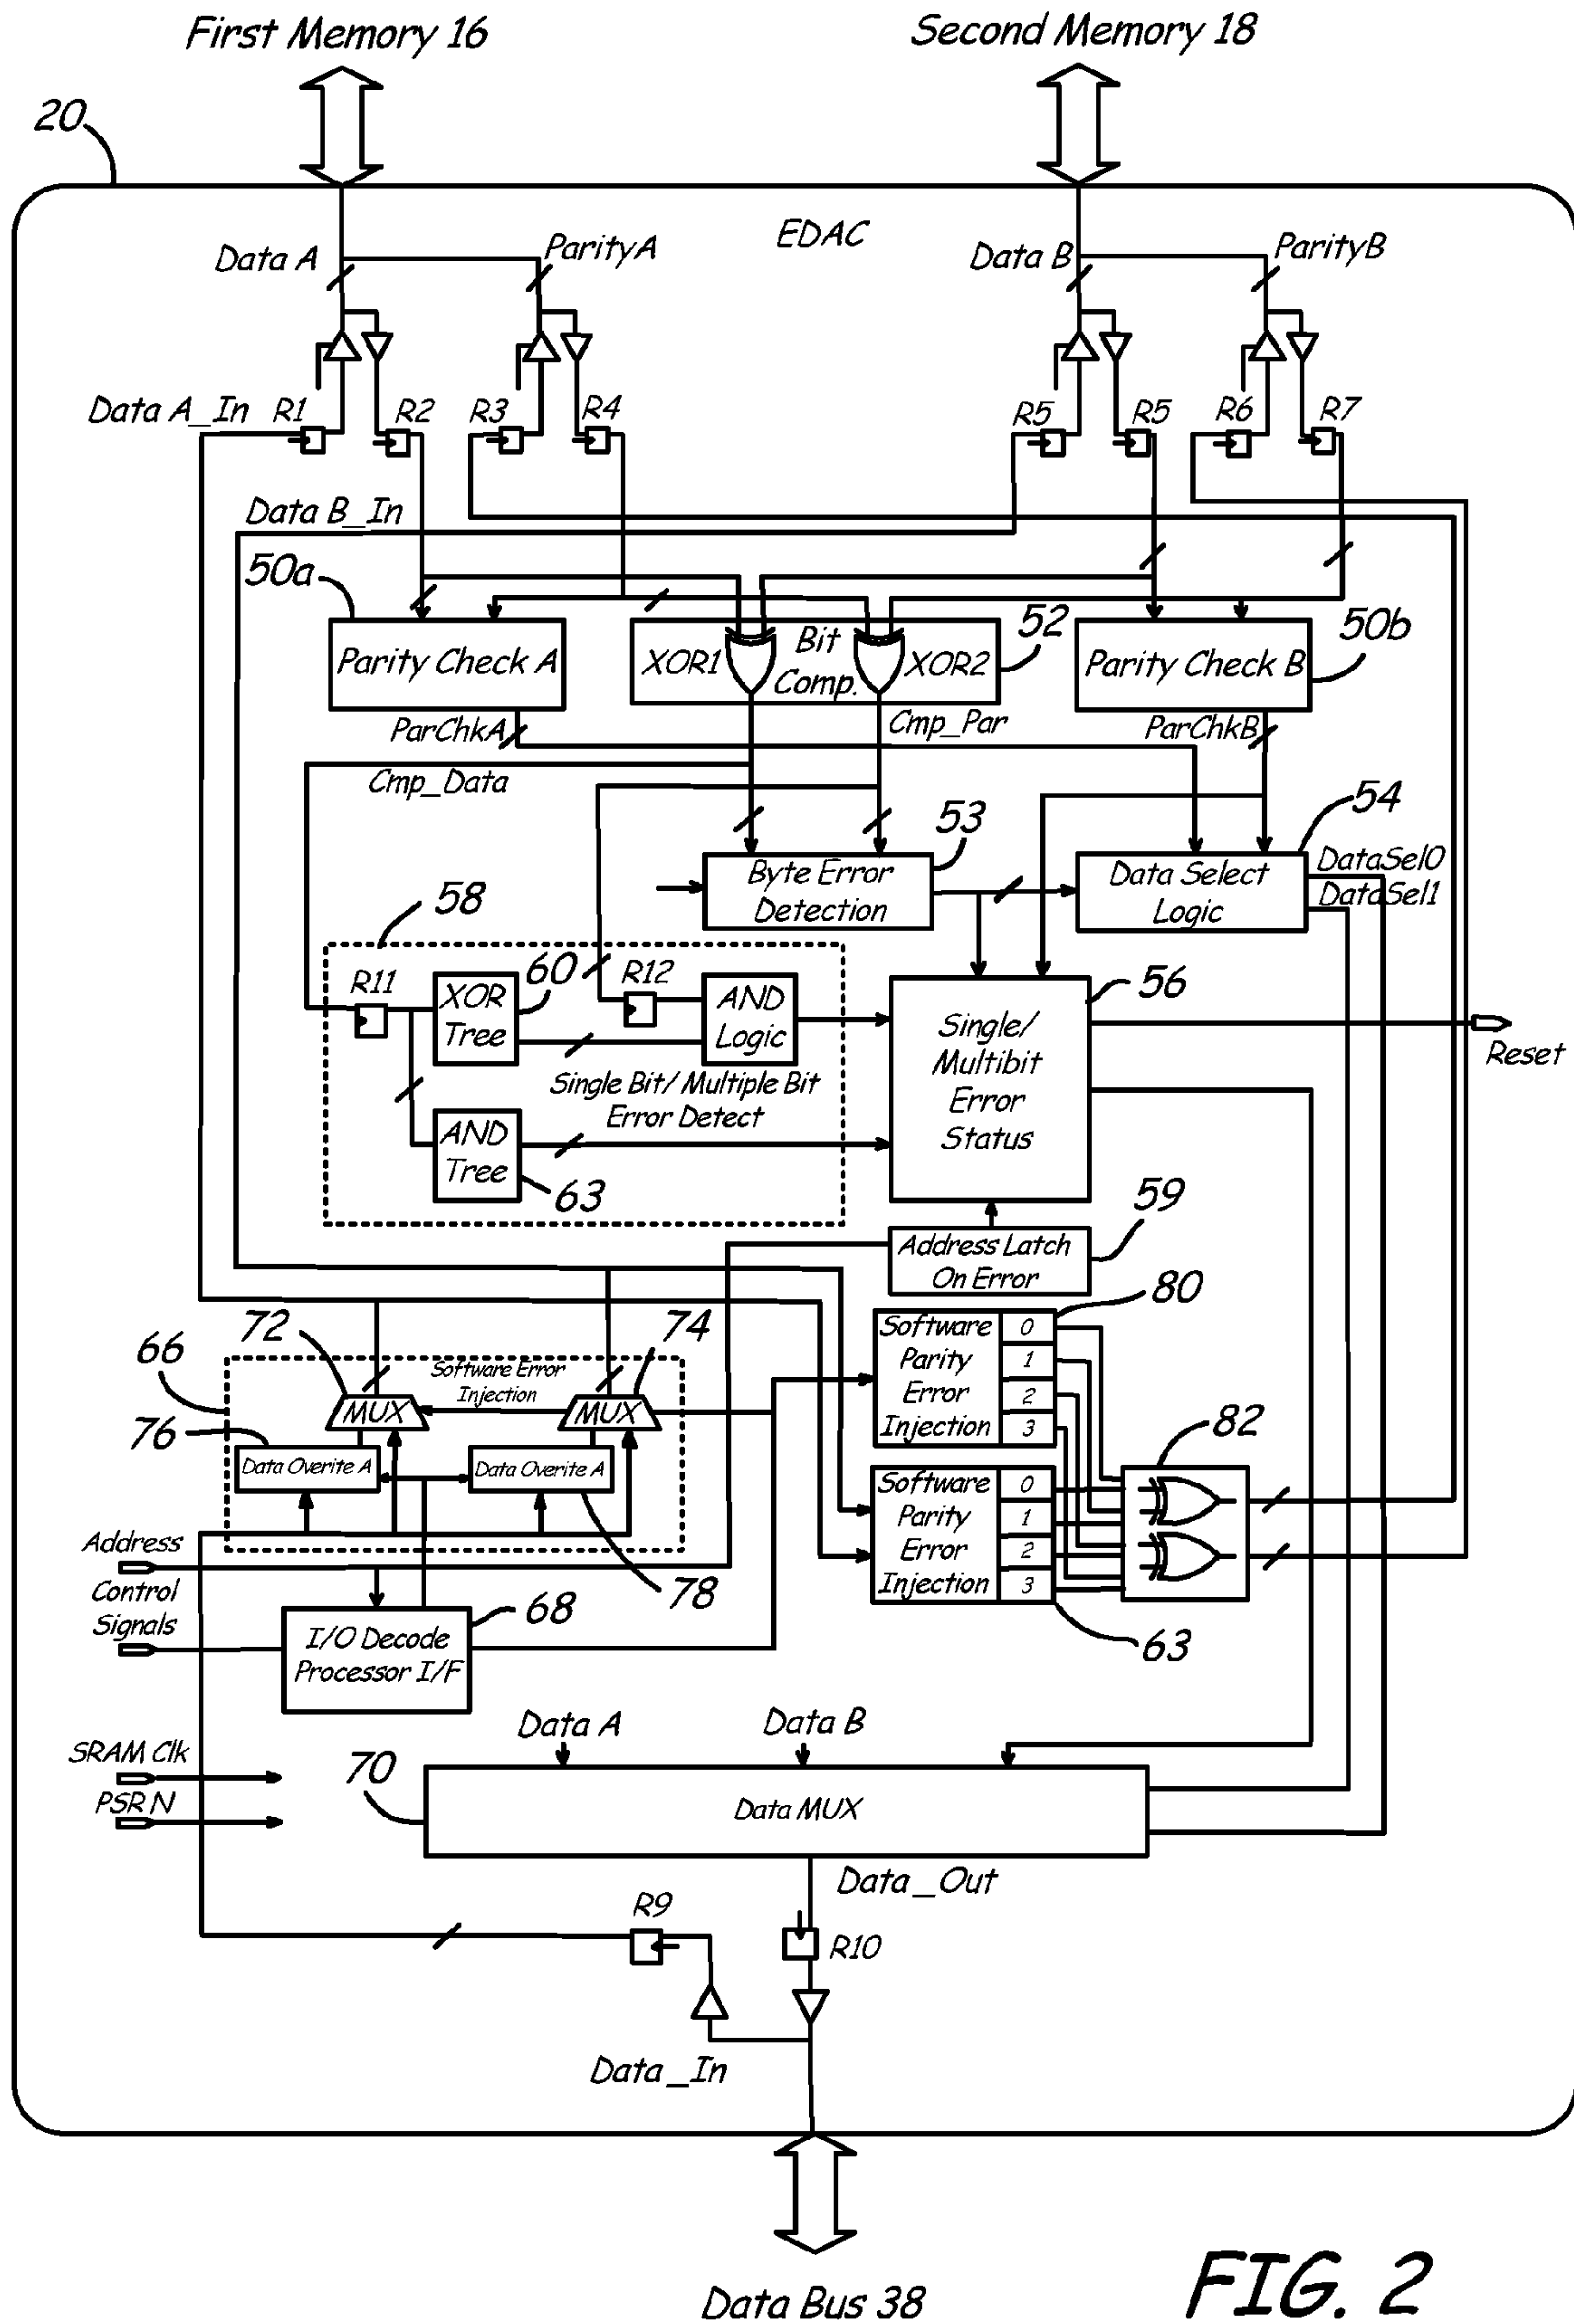 First Memory 16
Second Memory 18
20
EDAC
Data A
ParityA
Data B
ParityB
Data A_In
R1
R2
R3
R4
R5
R5
R6
R7
Data B_In
50a
52
50b
Parity Check A
XOR1
Bit
Comp.
XOR2
Parity Check B
ParChkA
Cmp_Par
ParChkB
Cmp_Data
53
54
Byte Error
Detection
Data Select
Logic
DataSel0
DataSel1
58
R11
XOR
Tree
60
R12
AND
Logic
56
Single/
Multibit
Error
Status
Reset
Single Bit/ Multiple Bit
Error Detect
AND
Tree
63
59
Address Latch
On Error
80
72
74
66
Software Error
Injection
MUX
MUX
76
Data Overite A
Data Overite A
78
Software
Parity
Error
Injection
0
1
2
3
82
Software
Parity
Error
Injection
0
1
2
3
63
Address
Control
Signals
68
I/O Decode
Processor I/F
SRAM Clk
PSR N
Data A
Data B
70
Data MUX
Data_Out
R9
R10
Data_In
Data Bus 38
FIG. 2